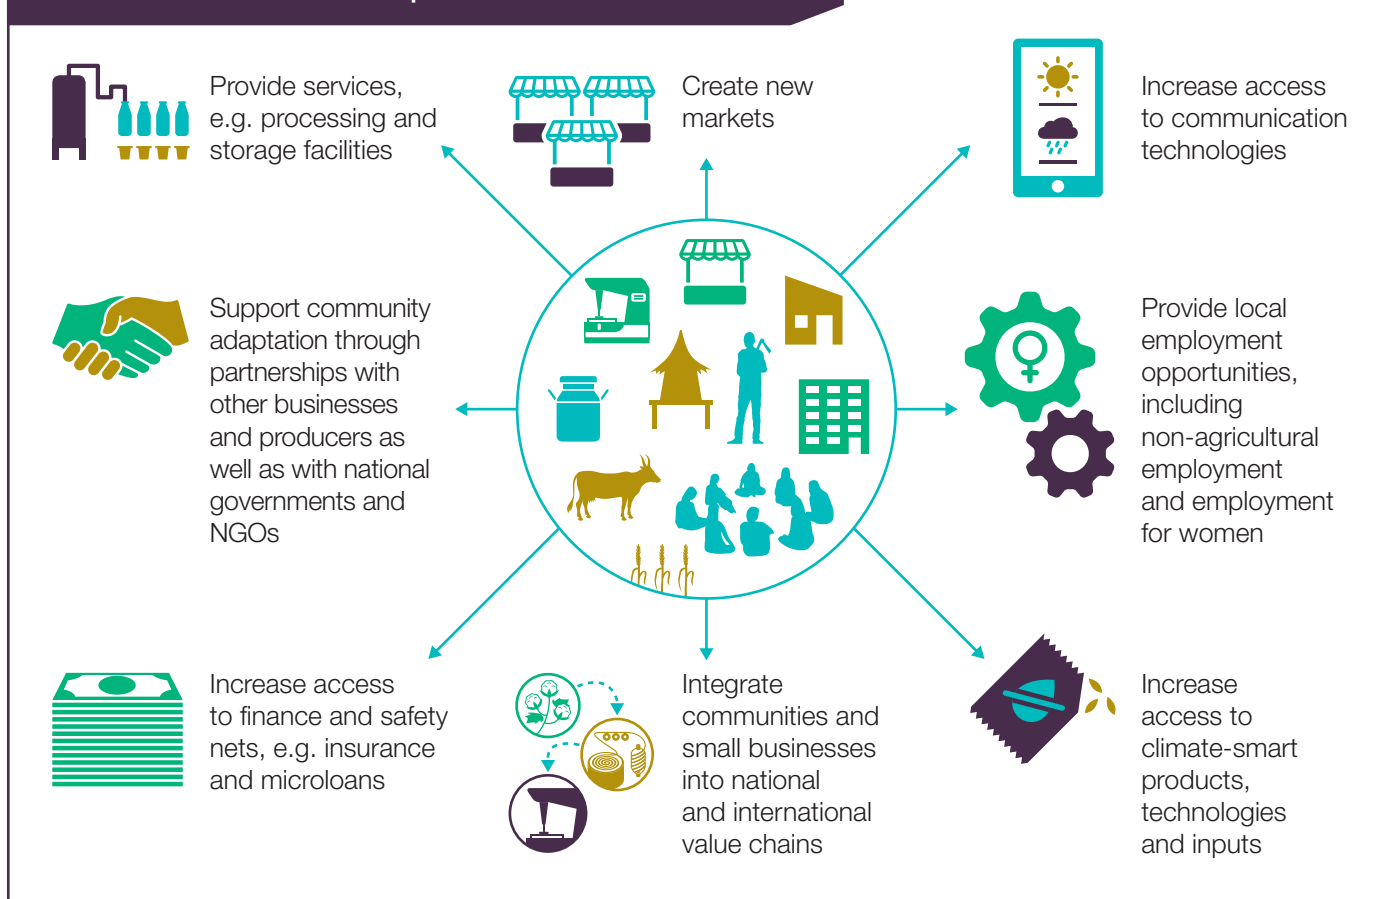 Provide services,
e.g. processing and
storage facilities
Create new
markets
Increase access
to communication
technologies
Support community
adaptation through
partnerships with
other businesses
and producers as
well as with national
governments and
NGOs
Provide local
employment
opportunities,
including
non-agricultural
employment
and employment
for women
Increase access
to finance and safety
nets, e.g. insurance
and microloans
Integrate
communities and
small businesses
into national
and international
value chains
Increase
access to
climate-smart
products,
technologies
and inputs